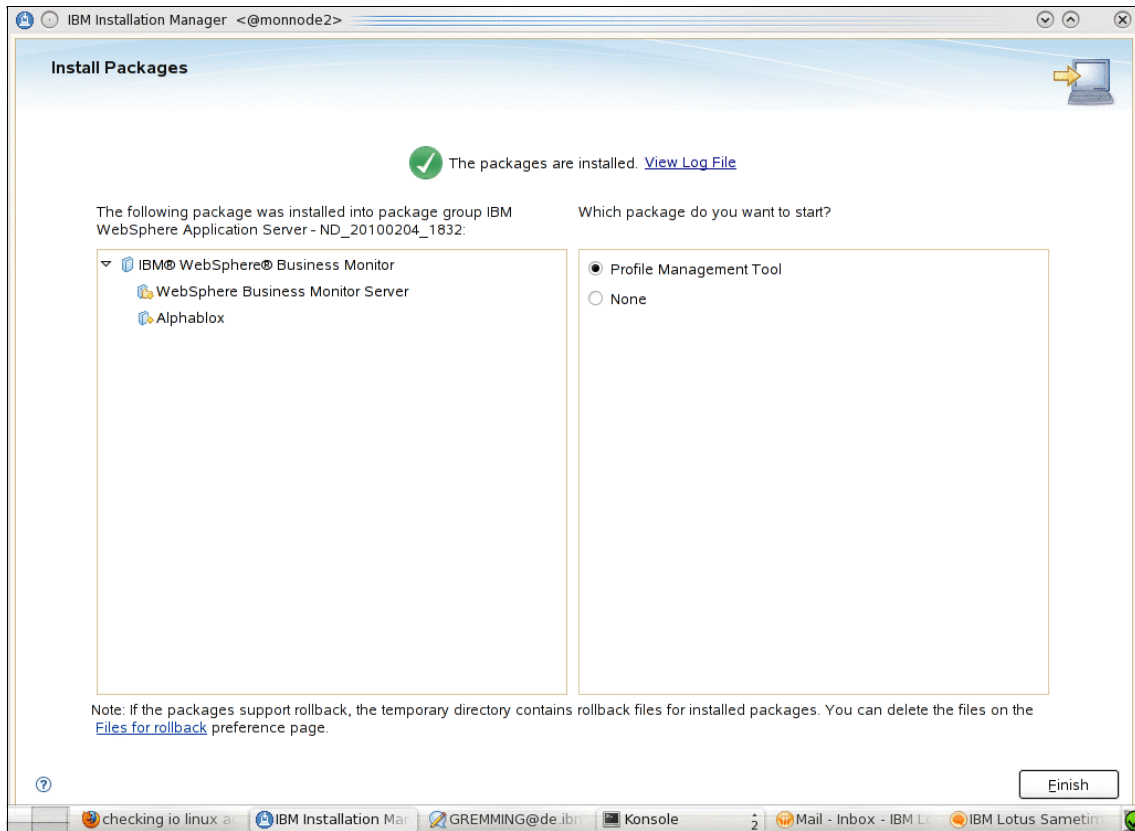 IBM Installation Manager <@monnode2>
Install Packages
The packages are installed. View Log File
The following package was installed into package group IBM
WebSphere Application Server - ND_20100204_1832:
Which package do you want to start?
IBM® WebSphere® Business Monitor
WebSphere Business Monitor Server
Alphablox
Profile Management Tool
None
Note: If the packages support rollback, the temporary directory contains rollback files for installed packages. You can delete the files on the
Files for rollback preference page.
Finish
checking io linux a
IBM Installation Mar
GREMMING@de.ibm
Konsole
2
Mail - Inbox - IBM L
IBM Lotus Sametim